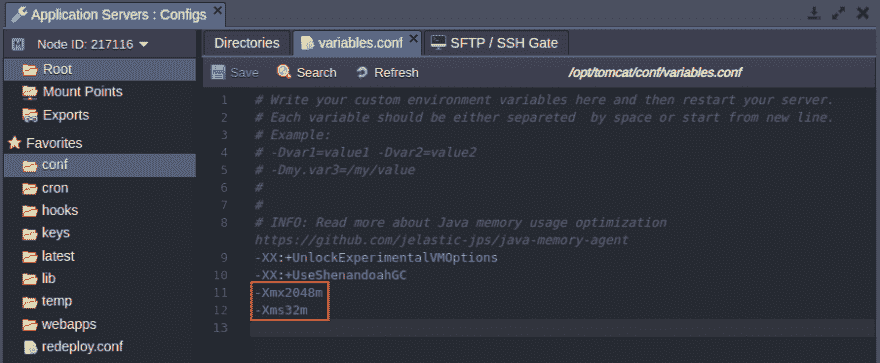 Application Servers : Configs
Node ID: 217116
Root
Mount Points
Exports
Favorites
conf
cron
hooks
keys
latest
lib
temp
webapps
redeploy.conf
Directories
variables.conf
SFTP / SSH Gate
Save
Search
Refresh
/opt/tomcat/conf/variables.conf
1 # Write your custom environment variables here and then restart your server.
2 # Each variable should be either separeted  by space or start from new line.
3 # Example:
4 # -Dvar1=value1 -Dvar2=value2
5 # -Dmy.var3=/my/value
6 #
7 #
8 # INFO: Read more about Java memory usage optimization
https://github.com/jelastic-jps/java-memory-agent
9 -XX:+UnlockExperimentalVMOptions
10 -XX:+UseShenandoahGC
11 -Xmx2048m
12 -Xms32m
13